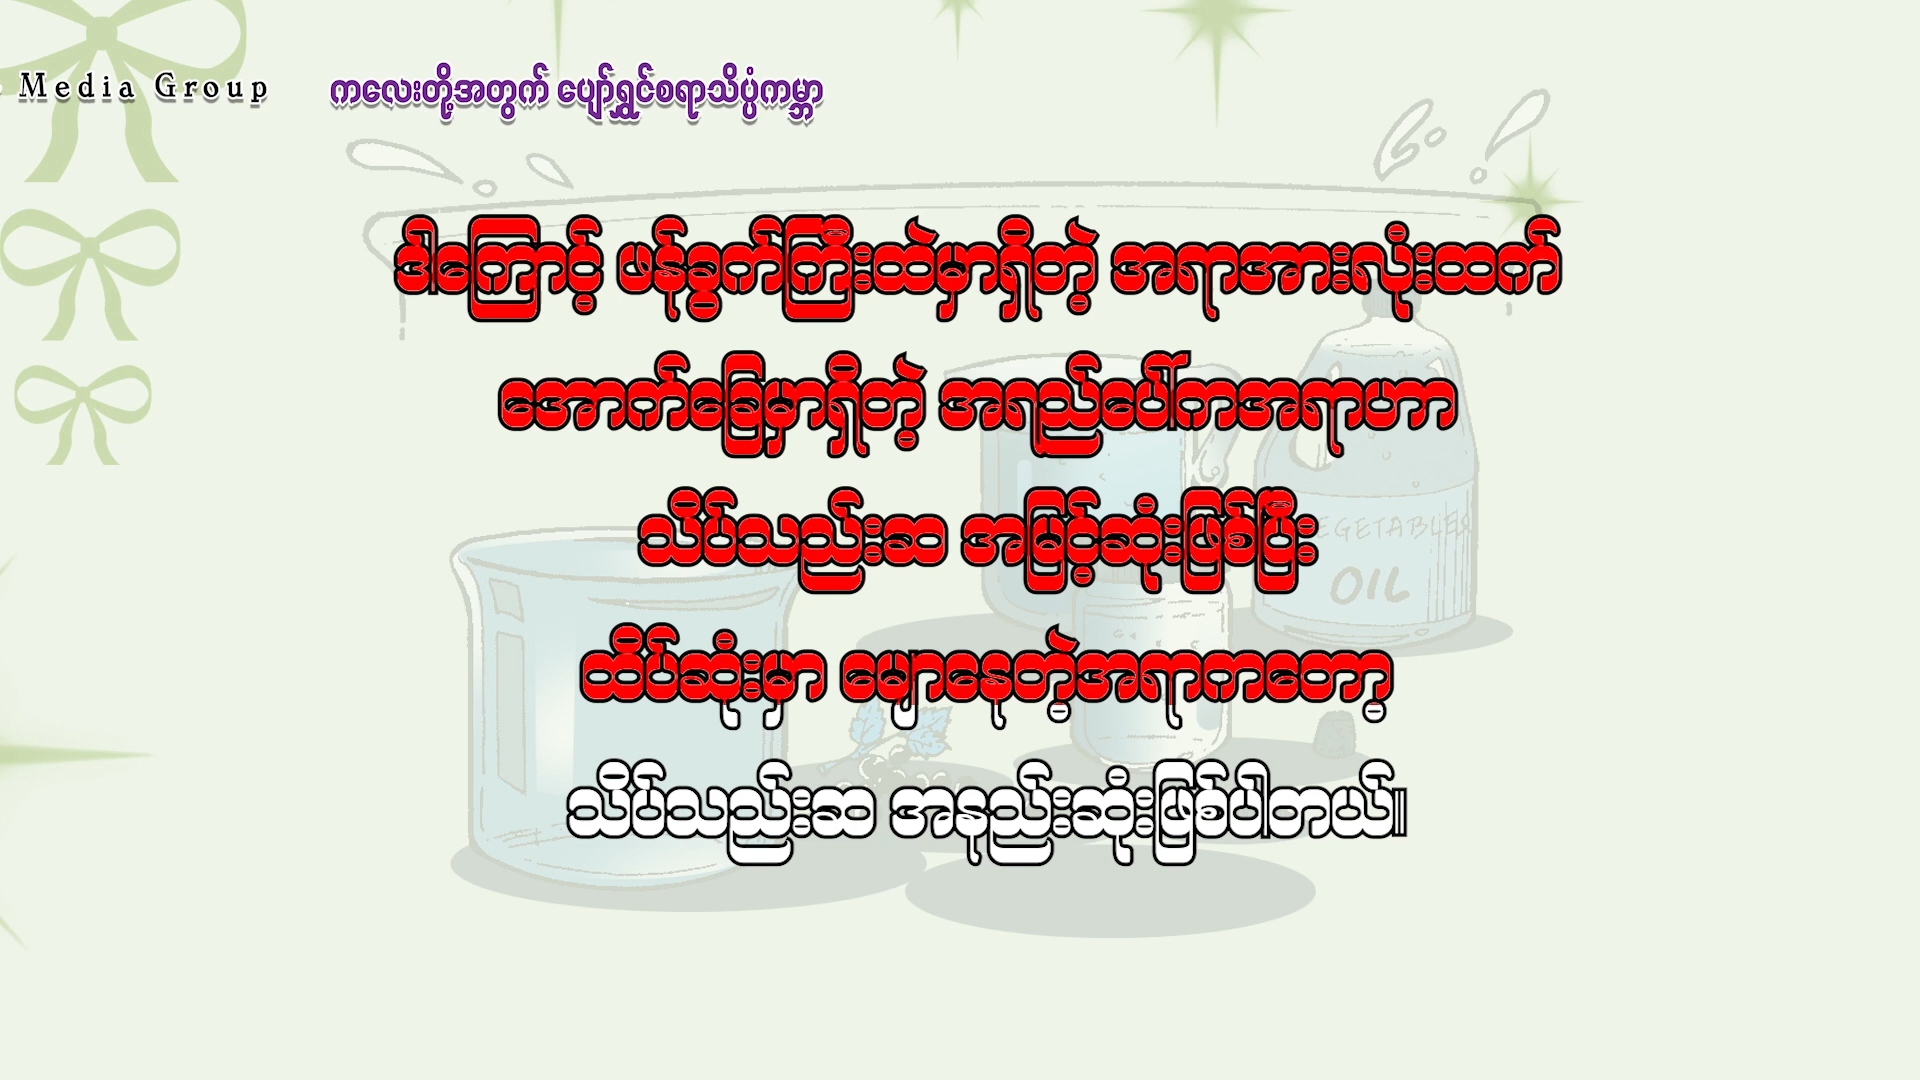 Media Group
ကလေးတို့အတွက် ပျော်ရွှင်စရာသိပ္ပံကမ္ဘာ
ဒါကြောင့် ဖန်ခွက်ကြီးထဲမှာရှိတဲ့ အရာအားလုံးထက်
အောက်ခြေမှာရှိတဲ့ အရည်ပေါ်ကအရာဟာ
သိပ်သည်းဆ အမြင့်ဆုံးဖြစ်ပြီး
ထိပ်ဆုံးမှာ မျောနေတဲ့အရာကတော့
သိပ်သည်းဆ အနည်းဆုံးဖြစ်ပါတယ်။
VEGETABLES
OIL